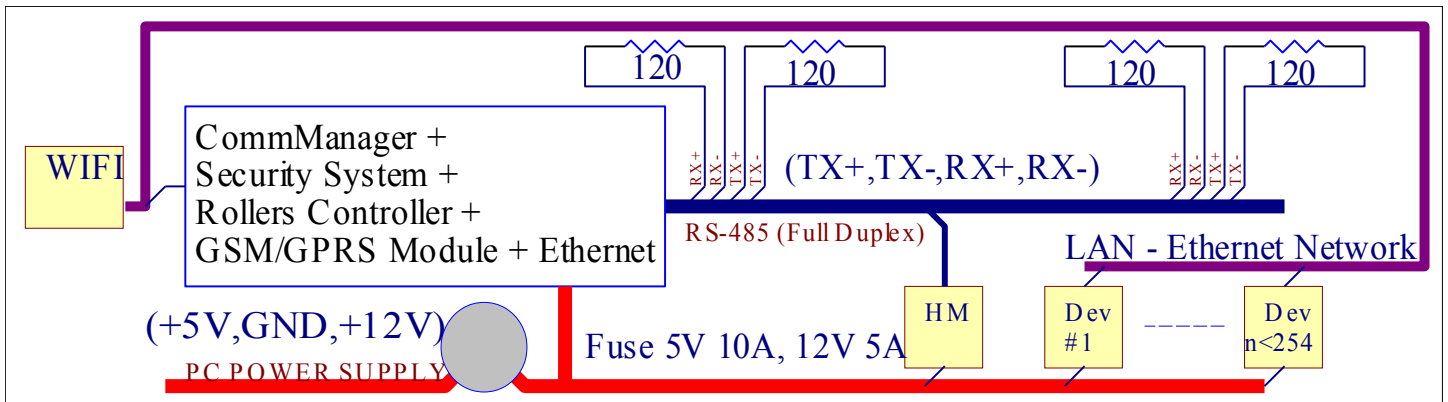 120
120
120
120
WIFI
CommManager +
Security System +
Rollers Controller +
GSM/GPRS Module + Ethernet
RX+
RX-
TX+
TX-
(TX+,TX-,RX+,RX-)
RX+
RX-
TX+
TX-
RS-485 (Full Duplex)
LAN - Ethernet Network
(+5V,GND,+12V)
PC POWER SUPPLY
Fuse 5V 10A, 12V 5A
HM
Dev
#1
Dev
n<254